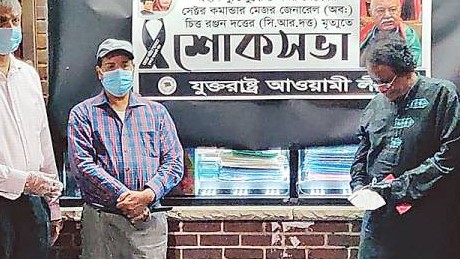 সেক্টর কমান্ডার মেজর জেনারেল (অব:)
চিত্ত রঞ্জন দত্তের (সি.আর.দত্ত) মৃত্যুতে
শোকসভা
যুক্তরাষ্ট্র আওয়ামী